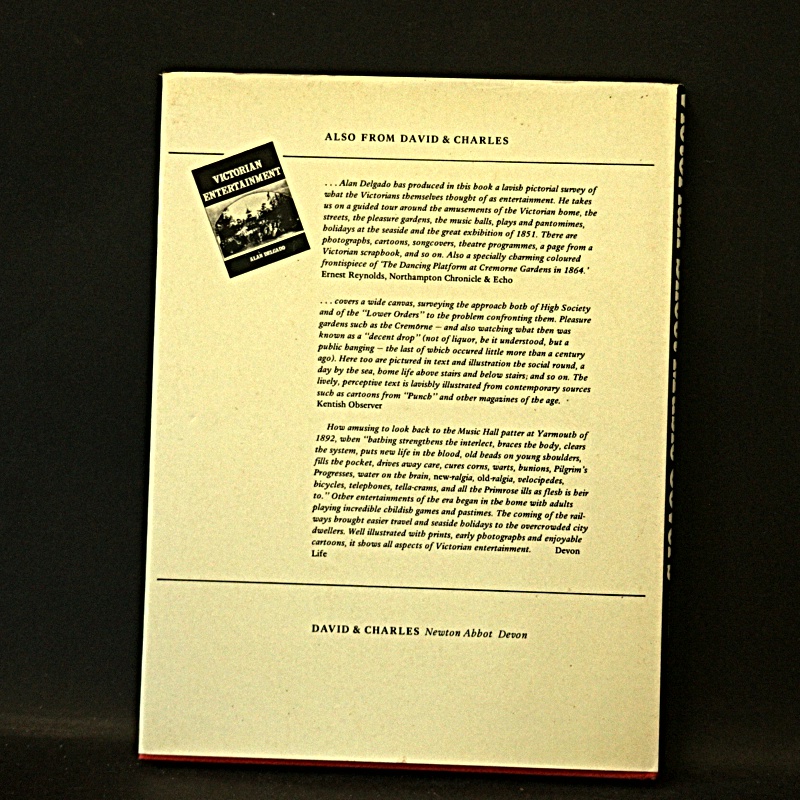 ALSO FROM DAVID & CHARLES
VICTORIAN
ENTERTAINMENT
ALAN DELGADO
. . . Alan Delgado has produced in this book a lavish pictorial survey of
what the Victorians themselves thought of as entertainment. He takes
us on a guided tour around the amusements of the Victorian home, the
streets, the pleasure gardens, the music halls, plays and pantomimes,
holidays at the seaside and the great exhibition of 1851. There are
photographs, cartoons, songcovers, theatre programmes, a page from a
Victorian scrapbook, and so on. Also a specially charming coloured
frontispiece of 'The Dancing Platform at Cremorne Gardens in 1864.'
Ernest Reynolds, Northampton Chronicle & Echo
. . . covers a wide canvas, surveying the approach both of High Society
and of the "Lower Orders" to the problem confronting them. Pleasure
gardens such as the Cremorne — and also watching what then was
known as a "decent drop" (not of liquor, be it understood, but a
public hanging — the last of which occured little more than a century
ago). Here too are pictured in text and illustration the social round, a
day by the sea, home life above stairs and below stairs; and so on. The
lively, perceptive text is lavishly illustrated from contemporary sources
such as cartoons from "Punch" and other magazines of the age.
Kentish Observer
How amusing to look back to the Music Hall patter at Yarmouth of
1892, when "bathing strengthens the interlect, braces the body, clears
the system, puts new life in the blood, old heads on young shoulders,
fills the pocket, drives away care, cures corns, warts, bunions, Pilgrim's
Progresses, water on the brain, new-ralgia, old-ralgia, velocipedes,
bicycles, telephones, tella-crams, and all the Primrose ills as flesh is heir
to." Other entertainments of the era began in the home with adults
playing incredible childish games and pastimes. The coming of the rail-
ways brought easier travel and seaside holidays to the overcrowded city
dwellers. Well illustrated with prints, early photographs and enjoyable
cartoons, it shows all aspects of Victorian entertainment. Devon
Life
DAVID & CHARLES Newton Abbot Devon